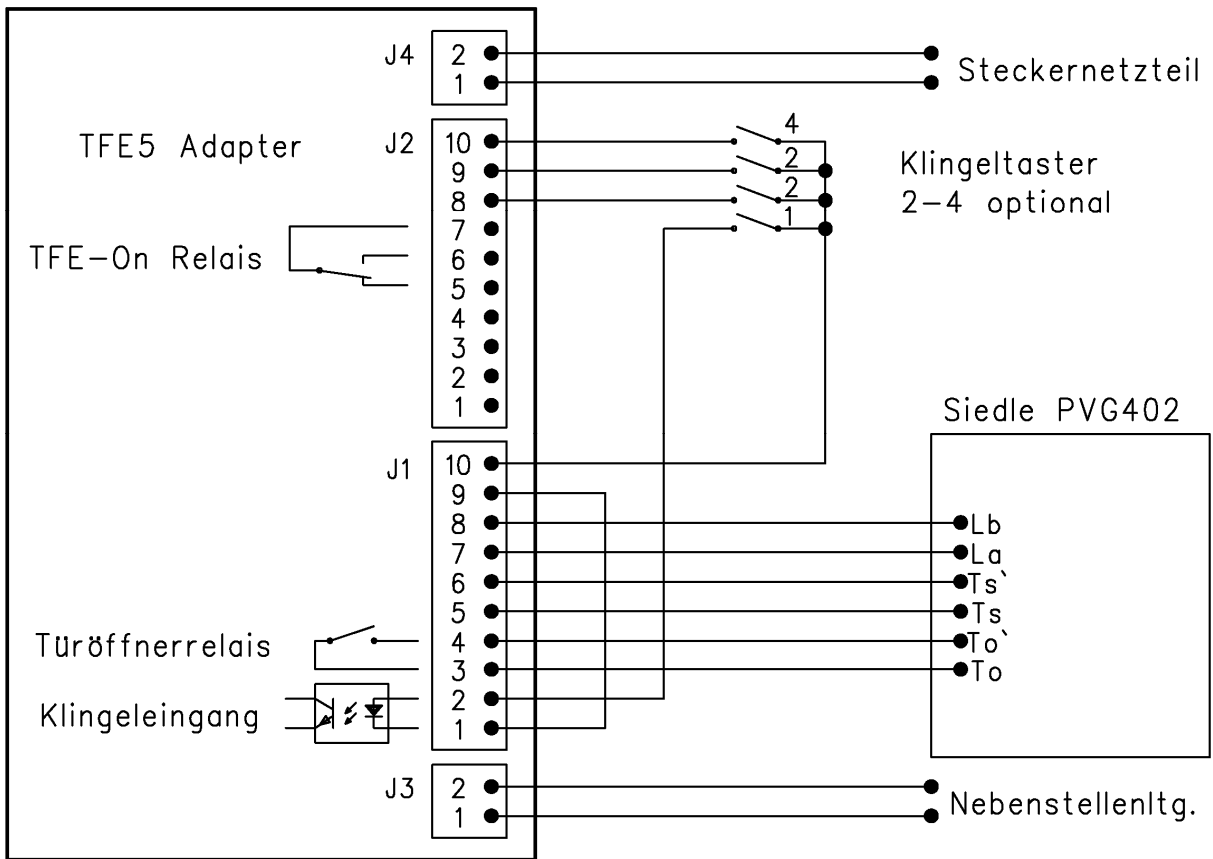 J4
2
1
Steckernetzteil
TFE5 Adapter
J2
10
9
8
7
6
5
4
3
2
1
4
2
2
1
Klingeltaster
2-4 optional
TFE-On Relais
Siedle PVG402
J1
10
9
8
7
6
5
4
3
2
1
Lb
La
Ts`
Ts
To`
To
Türöffnerrelais
Klingeleingang
J3
2
1
Nebenstellenltg.